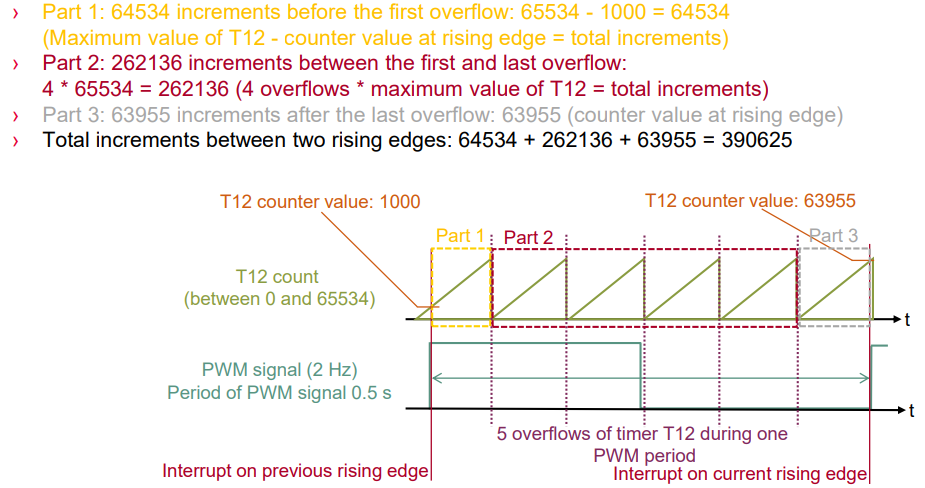 › Part 1: 64534 increments before the first overflow: 65534 - 1000 = 64534
(Maximum value of T12 - counter value at rising edge = total increments)
› Part 2: 262136 increments between the first and last overflow:
4 * 65534 = 262136 (4 overflows * maximum value of T12 = total increments)
› Part 3: 63955 increments after the last overflow: 63955 (counter value at rising edge)
› Total increments between two rising edges: 64534 + 262136 + 63955 = 390625
T12 counter value: 1000
T12 counter value: 63955
Part 1
Part 2
Part 3
T12 count
(between 0 and 65534)
t
PWM signal (2 Hz)
Period of PWM signal 0.5 s
t
5 overflows of timer T12 during one
PWM period
Interrupt on previous rising edge
Interrupt on current rising edge